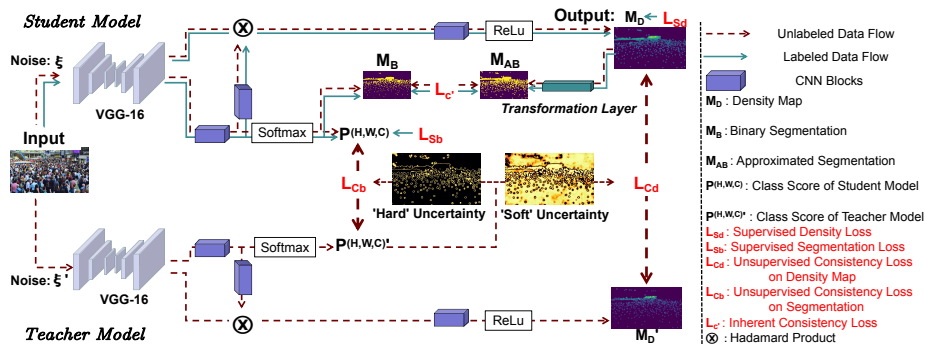 Student Model
Output: M_D
L_Sd
Noise: ξ
VGG-16
ReLu
M_B
M_AB
L_c'
Transformation Layer
Input
Softmax
P^(H,W,C)
L_Sb
L_Cb
'Hard' Uncertainty
'Soft' Uncertainty
L_Cd
Softmax
P^(H,W,C)'
Noise: ξ'
VGG-16
ReLu
M_D'
Teacher Model
Unlabeled Data Flow
Labeled Data Flow
CNN Blocks
M_D: Density Map
M_B: Binary Segmentation
M_AB: Approximated Segmentation
P^(H,W,C): Class Score of Student Model
P^(H,W,C)': Class Score of Teacher Model
L_Sd: Supervised Density Loss
L_Sb: Supervised Segmentation Loss
L_Cd: Unsupervised Consistency Loss
on Density Map
L_Cb: Unsupervised Consistency Loss
on Segmentation
L_c': Inherent Consistency Loss
ⓧ: Hadamard Product